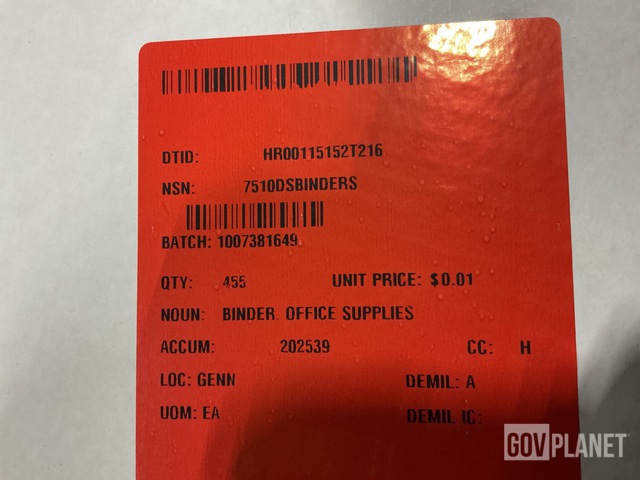 DTID: HR00115152T216
NSN: 7510DSBINDERS
BATCH: 1007381649
QTY: 455 UNIT PRICE: $0.01
NOUN: BINDER, OFFICE SUPPLIES
ACCUM: 202539 CC: H
LOC: GENN DEMIL: A
UOM: EA DEMIL IC:
GOVPLANET